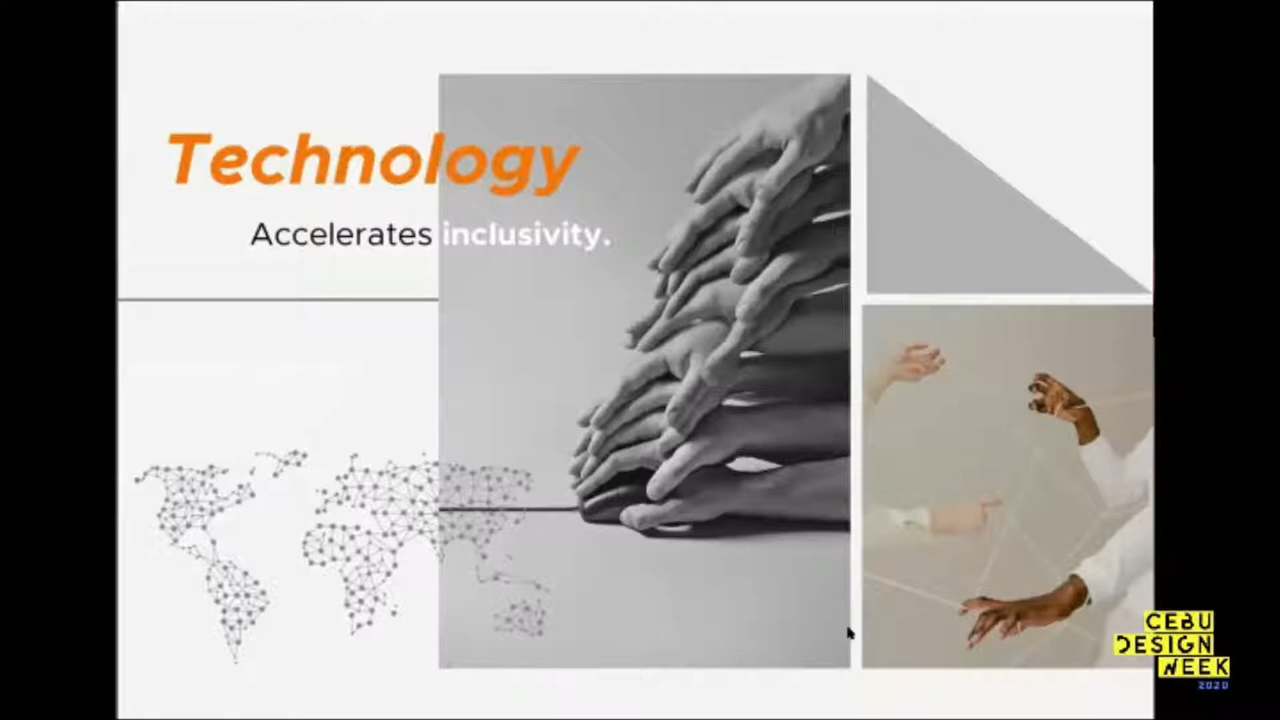 Technology
Accelerates inclusivity.
CEBU
DESIGN
WEEK
2020